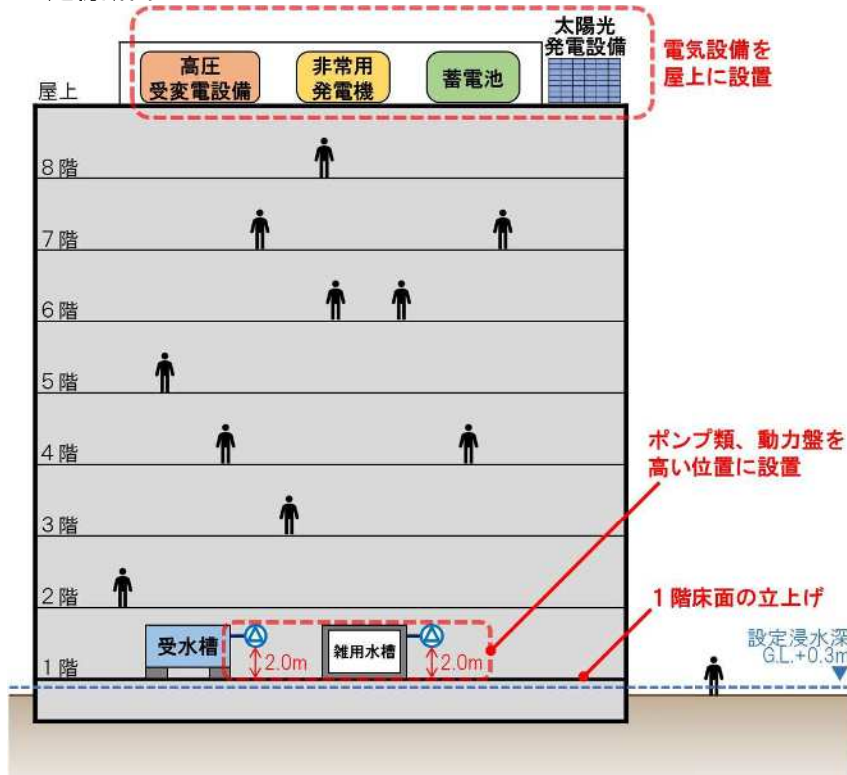 太陽光
発電設備
高圧
受変電設備
非常用
発電機
蓄電池
電気設備を
屋上に設置
屋上
8階
7階
6階
5階
4階
ポンプ類、動力盤を
高い位置に設置
3階
2階
1階床面の立上げ
受水槽
2.0m
雑用水槽
2.0m
1階
設定浸水深
G.L.+0.3m